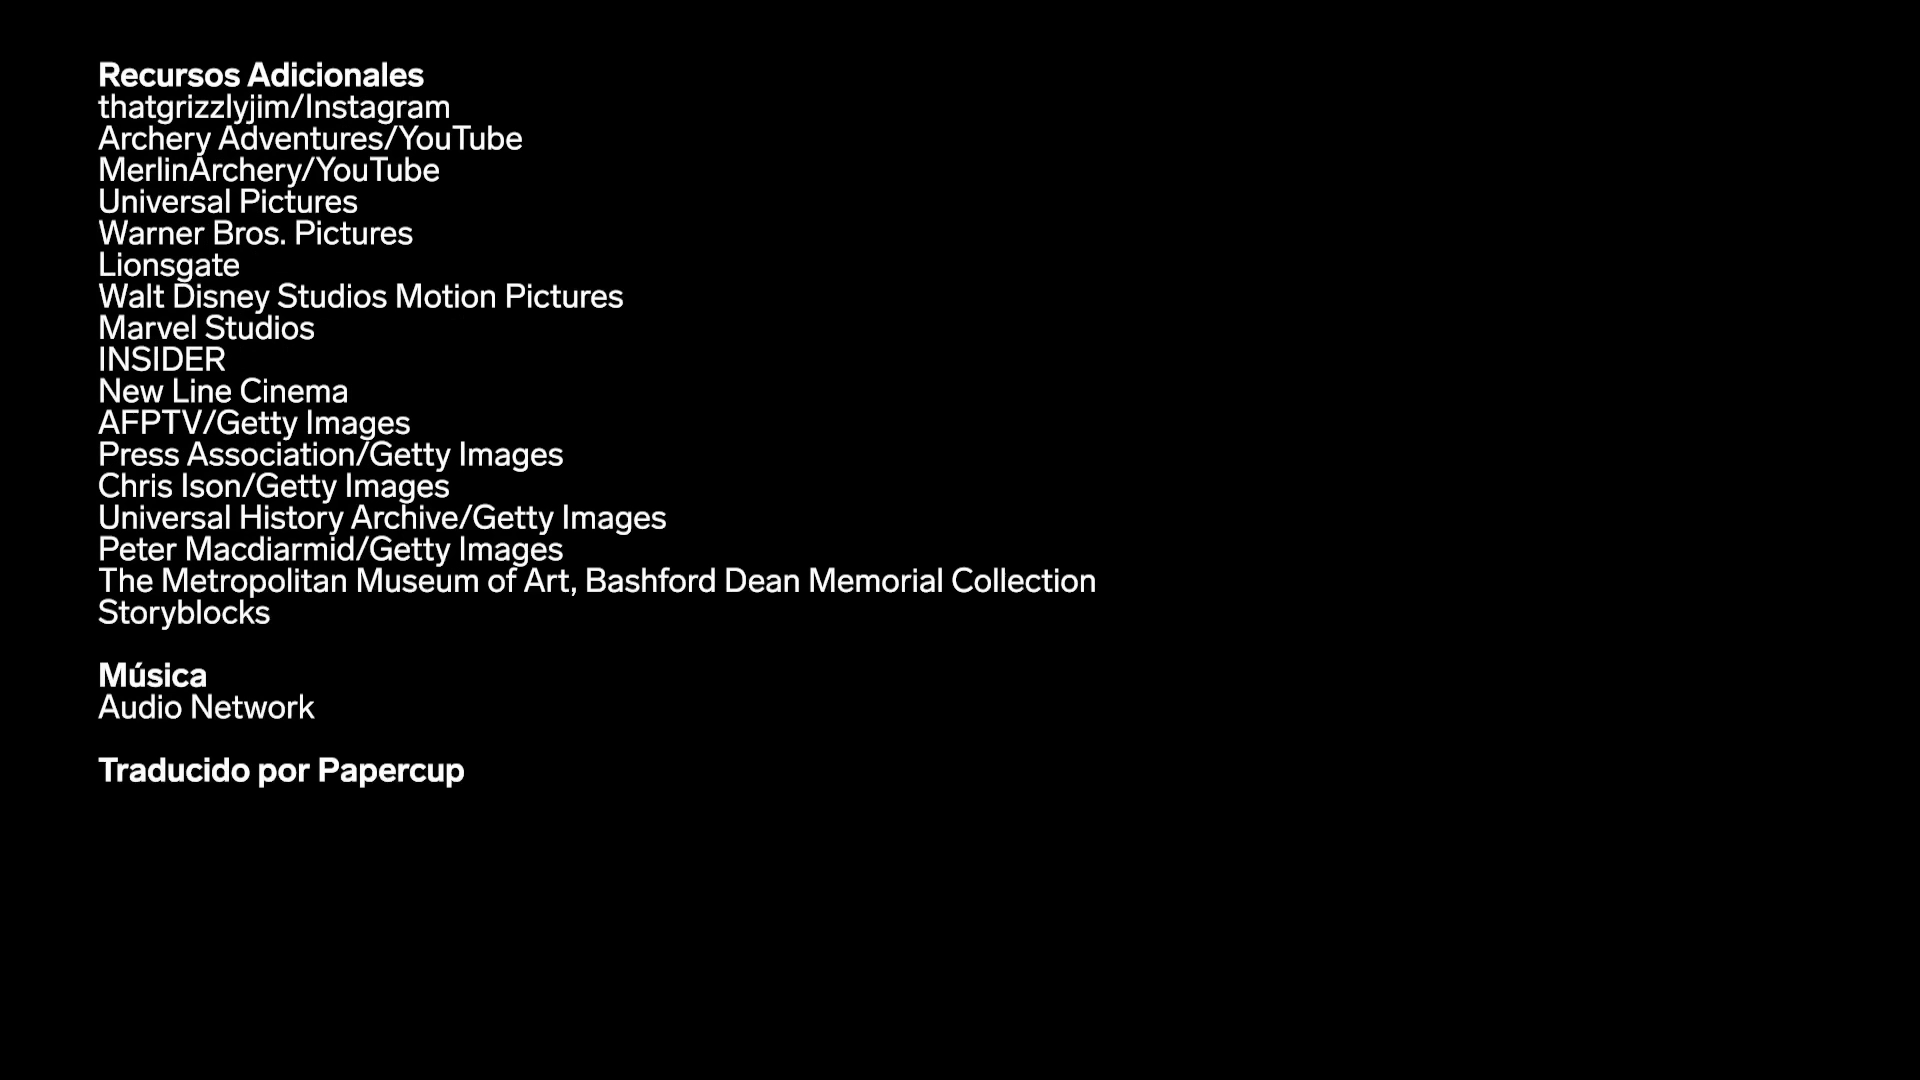 Recursos Adicionales
thatgrizzlyjim/Instagram
Archery Adventures/YouTube
MerlinArchery/YouTube
Universal Pictures
Warner Bros. Pictures
Lionsgate
Walt Disney Studios Motion Pictures
Marvel Studios
INSIDER
New Line Cinema
AFPTV/Getty Images
Press Association/Getty Images
Chris Ison/Getty Images
Universal History Archive/Getty Images
Peter Macdiarmid/Getty Images
The Metropolitan Museum of Art, Bashford Dean Memorial Collection
Storyblocks
Música
Audio Network
Traducido por Papercup